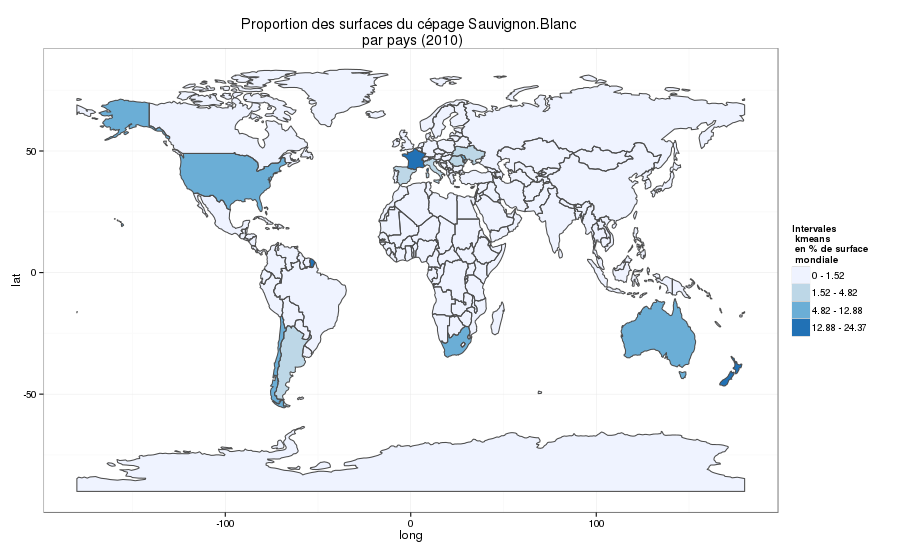 Proportion des surfaces du cépage Sauvignon.Blanc
par pays (2010)
50
0
-50
lat
-100
0
100
long
Intervales
kmeans
en % de surface
mondiale
0 - 1.52
1.52 - 4.82
4.82 - 12.88
12.88 - 24.37